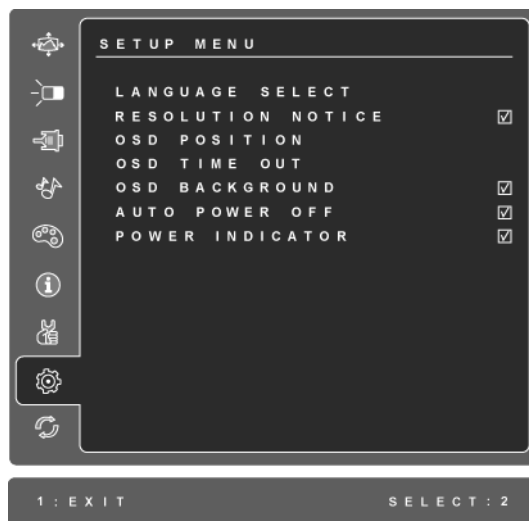 SETUP MENU
LANGUAGE SELECT
RESOLUTION NOTICE
OSD POSITION
OSD TIME OUT
OSD BACKGROUND
AUTO POWER OFF
POWER INDICATOR
1:EXIT SELECT:2